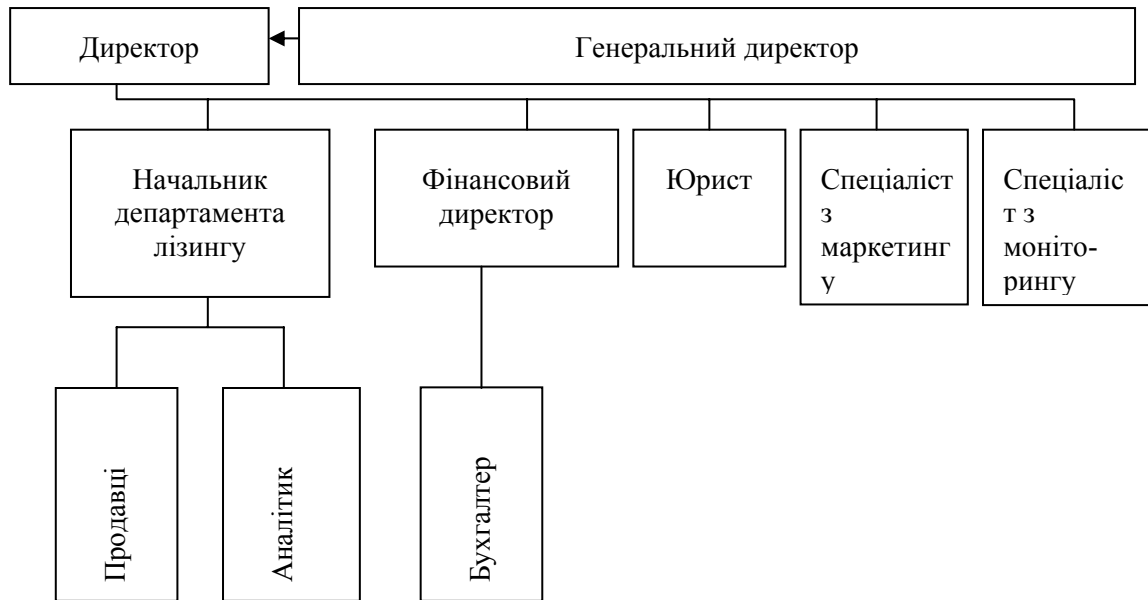 Директор
Генеральний директор
Начальник
департамента
лізингу
Фінансовий
директор
Юрист
Спеціаліст
з
маркетинг
у
Спеціаліс
т з
моніто-
рингу
Продавці
Аналітик
Бухгалтер